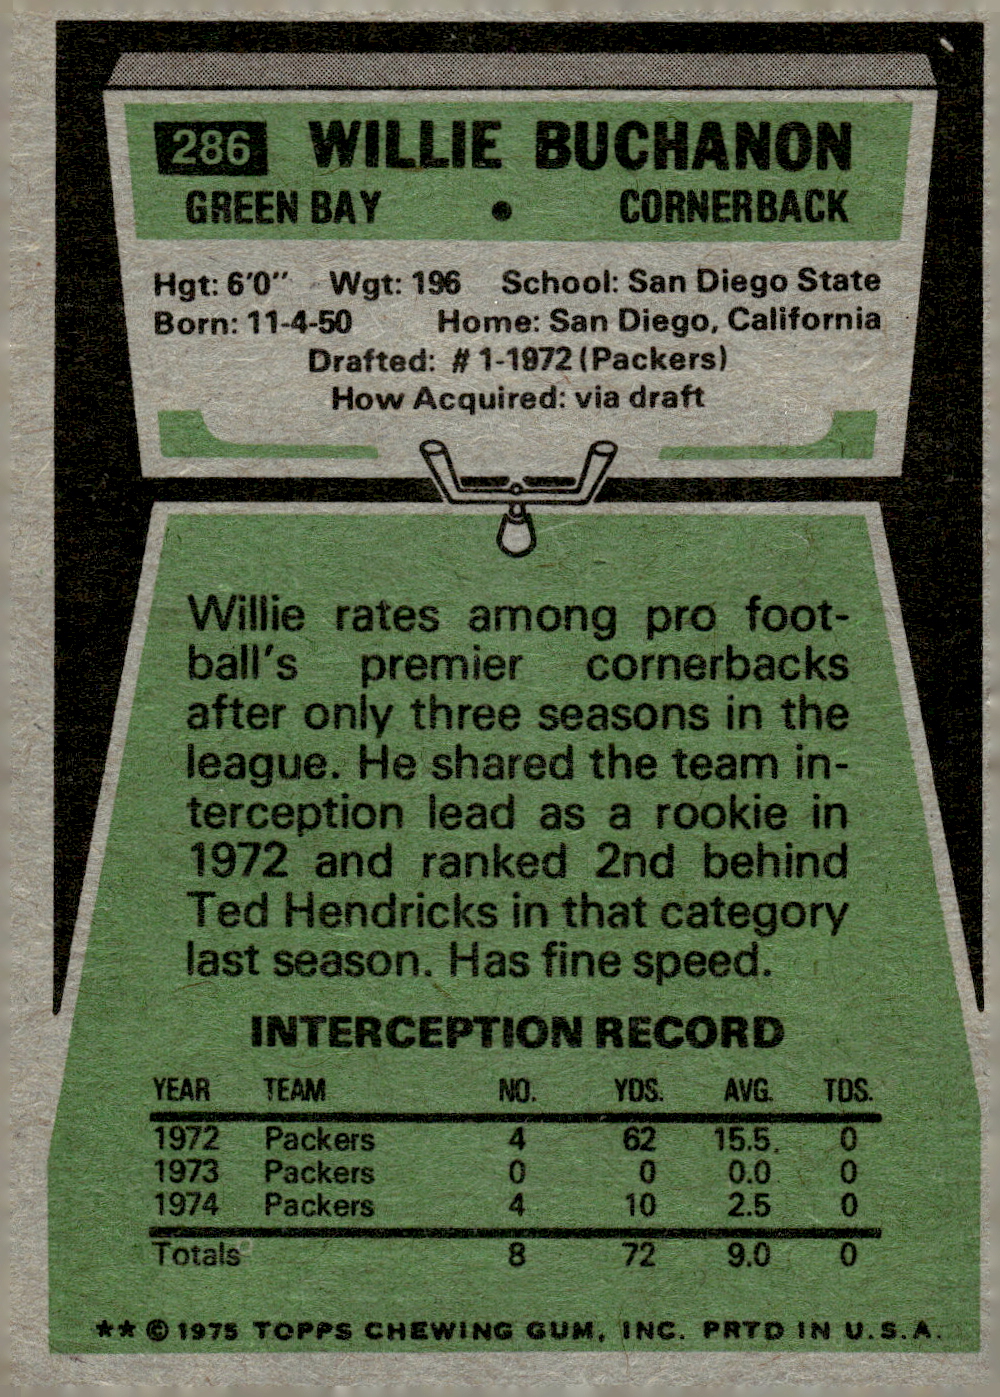 286 WILLIE BUCHANON
GREEN BAY • CORNERBACK
Hgt: 6'0" Wgt: 196 School: San Diego State
Born: 11-4-50 Home: San Diego, California
Drafted: # 1-1972 (Packers)
How Acquired: via draft
Willie rates among pro foot-
ball's premier cornerbacks
after only three seasons in the
league. He shared the team in-
terception lead as a rookie in
1972 and ranked 2nd behind
Ted Hendricks in that category
last season. Has fine speed.
INTERCEPTION RECORD
YEAR TEAM NO. YDS. AVG. TDS.
1972 Packers 4 62 15.5. 0
1973 Packers 0 0 0.0 0
1974 Packers 4 10 2.5 0
Totals 8 72 9.0 0
** © 1975 TOPPS CHEWING GUM, INC. PRTD IN U.S.A.